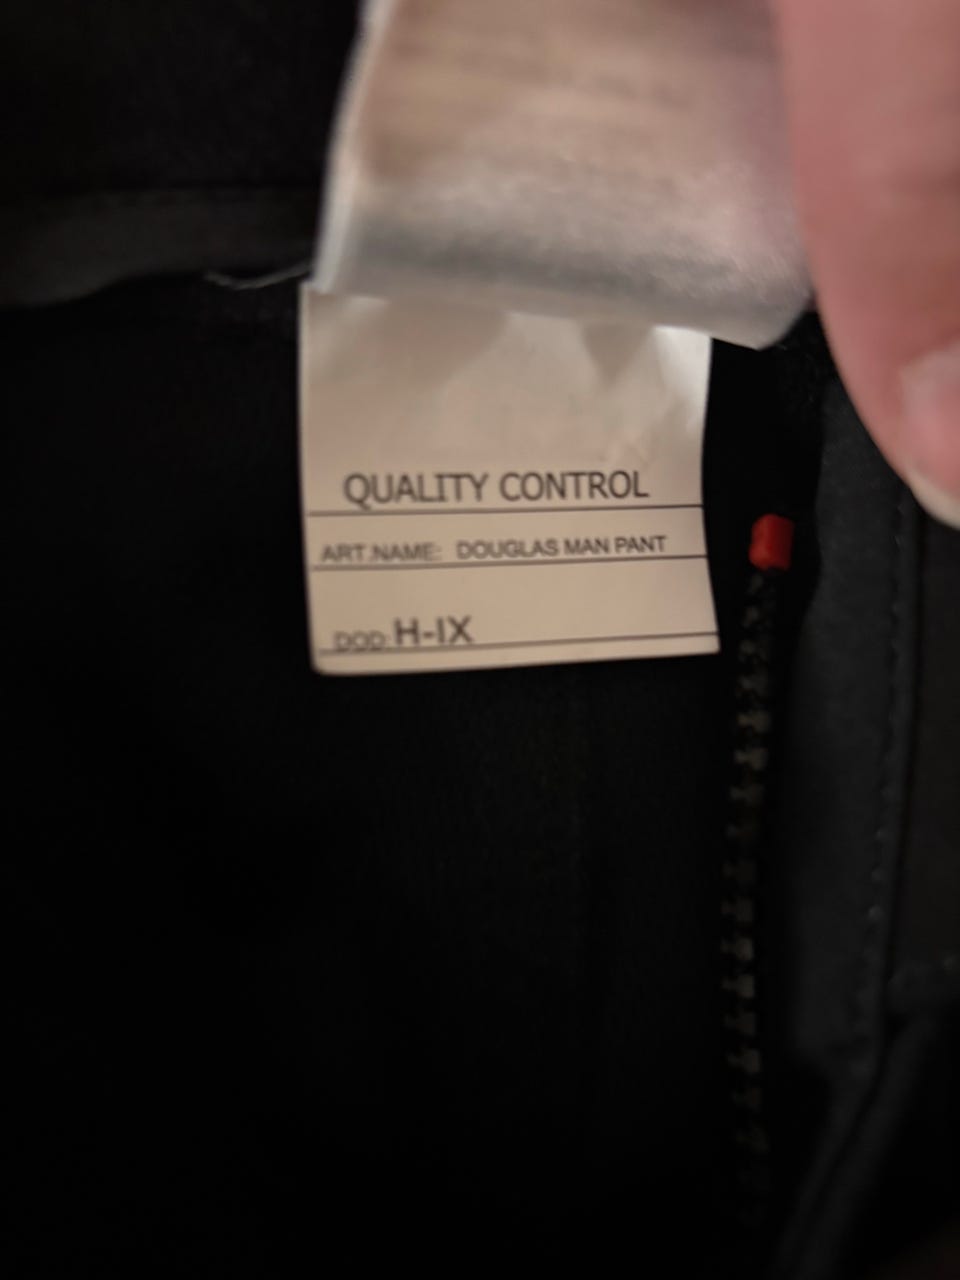 QUALITY CONTROL
ART.NAME: DOUGLAS MAN PANT
DOD: H-IX